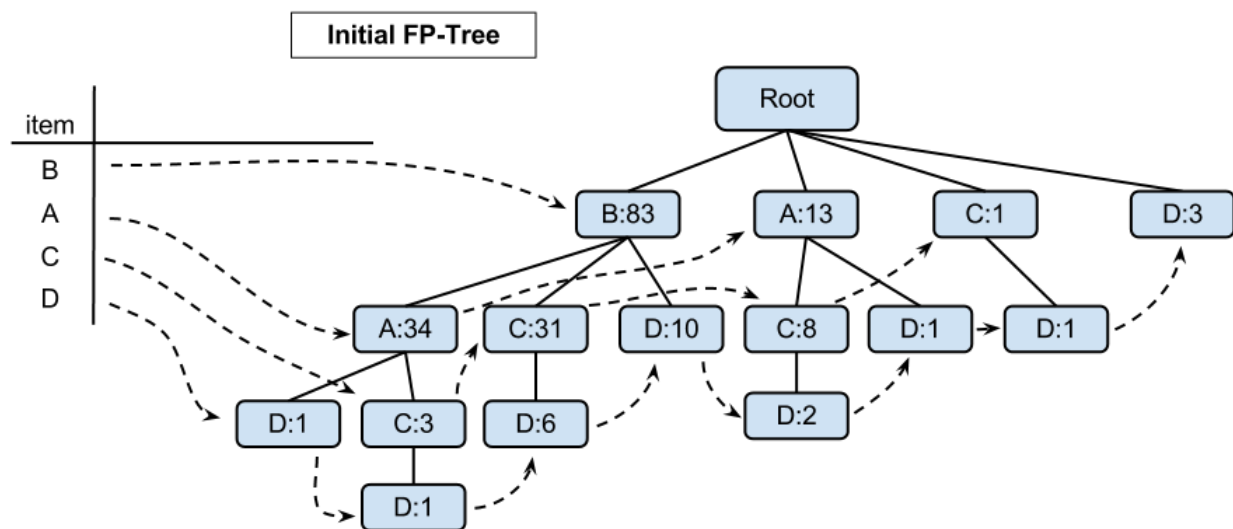 Initial FP-Tree
Root
item
B
A
C
D
B:83
A:13
C:1
D:3
A:34
C:31
D:10
C:8
D:1
D:1
D:1
C:3
D:6
D:2
D:1